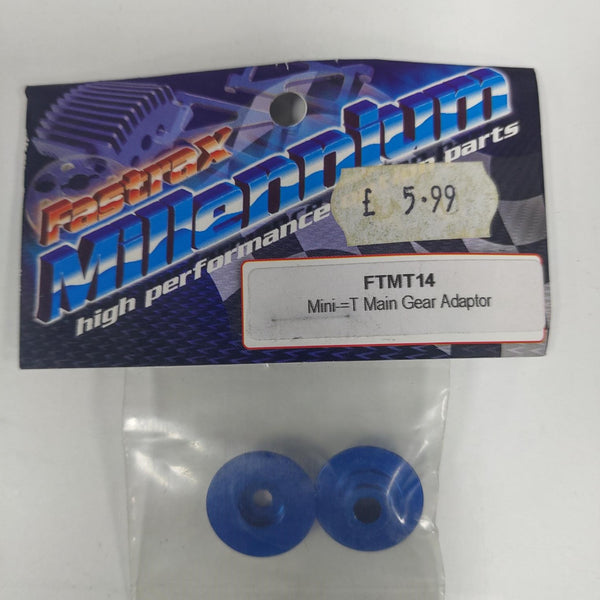 Fastrax
Millennium
high performance parts
£ 5.99
FTMT14
Mini-=T Main Gear Adaptor